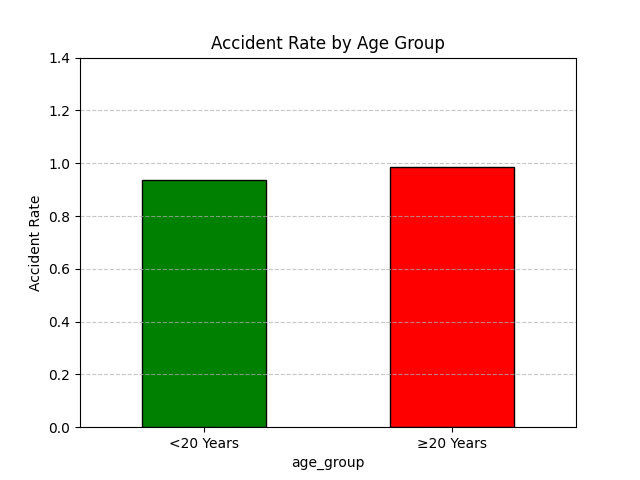 Accident Rate by Age Group
1.4
1.2
1.0
0.8
0.6
0.4
0.2
0.0
Accident Rate
<20 Years
≥20 Years
age_group